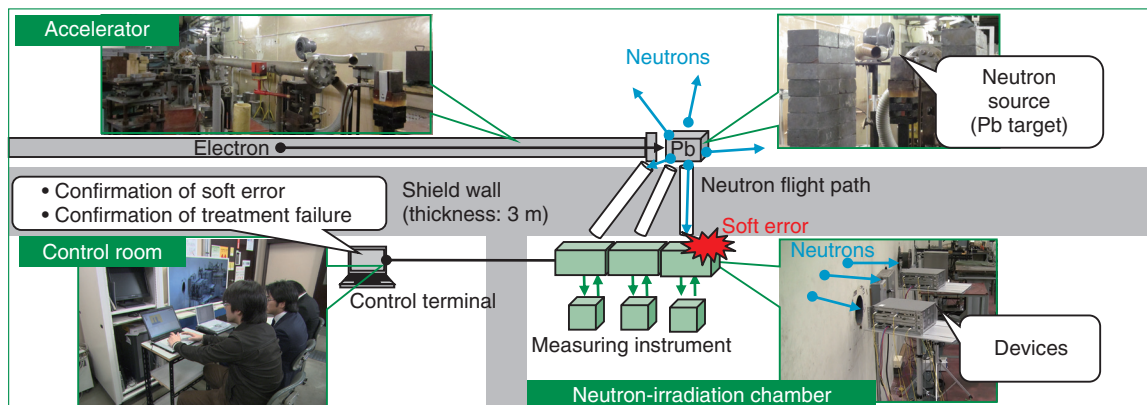 Accelerator
Neutrons
Neutron
source
(Pb target)
Electron
Pb
• Confirmation of soft error
• Confirmation of treatment failure
Shield wall
(thickness: 3 m)
Neutron flight path
Soft error
Control room
Neutrons
Control terminal
Measuring instrument
Devices
Neutron-irradiation chamber